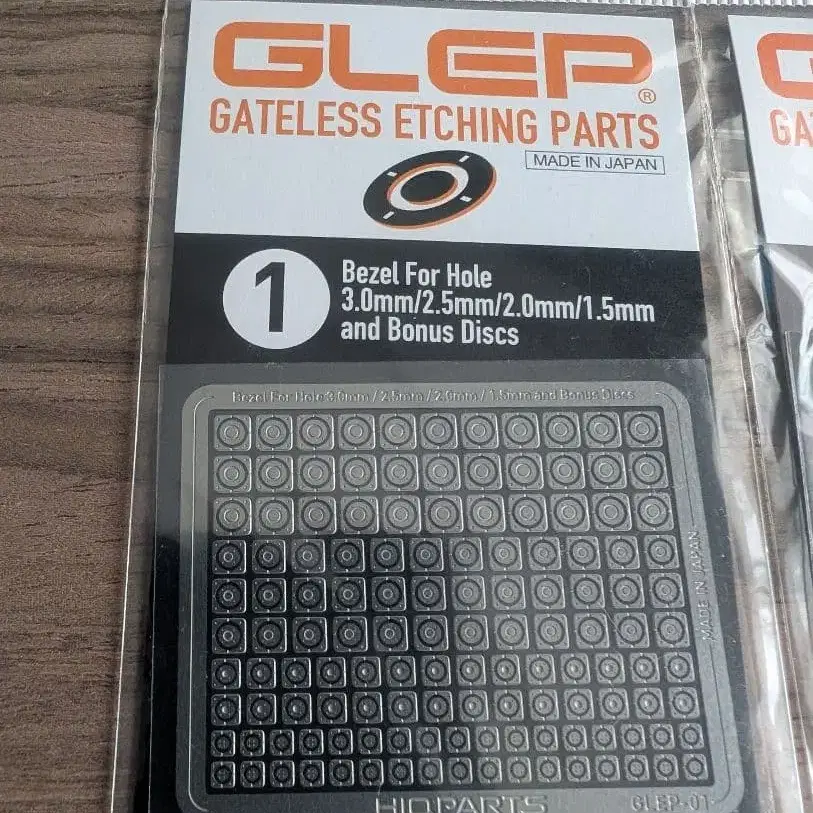 GLEP®
GATELESS ETCHING PARTS
MADE IN JAPAN
1
Bezel For Hole
3.0mm/2.5mm/2.0mm/1.5mm
and Bonus Discs
Bezel For Hole 3.0mm / 2.5mm / 2.0mm / 1.5mm and Bonus Discs
MADE IN JAPAN
HIQPARTS
GLEP-01
G
GA